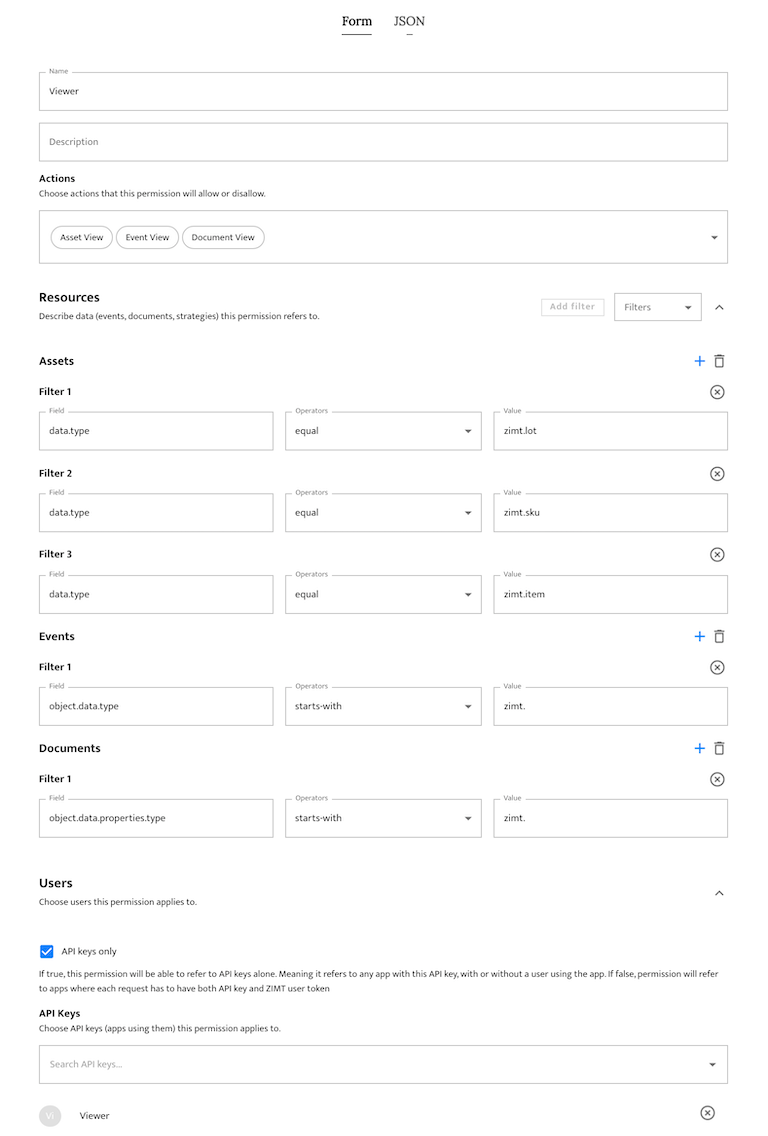 Form JSON
Name
Viewer
Description
Actions
Choose actions that this permission will allow or disallow.
Asset View Event View Document View
Resources
Add filter Filters
Describe data (events, documents, strategies) this permission refers to.
Assets
Filter 1
Field Operators Value
data.type equal zimt.lot
Filter 2
Field Operators Value
data.type equal zimt.sku
Filter 3
Field Operators Value
data.type equal zimt.item
Events
Filter 1
Field Operators Value
object.data.type starts-with zimt.
Documents
Filter 1
Field Operators Value
object.data.properties.type starts-with zimt.
Users
Choose users this permission applies to.
API keys only
If true, this permission will be able to refer to API keys alone. Meaning it refers to any app with this API key, with or without a user using the app. If false, permission will refer
to apps where each request has to have both API key and ZIMT user token
API Keys
Choose API keys (apps using them) this permission applies to.
Search API keys...
Vi Viewer